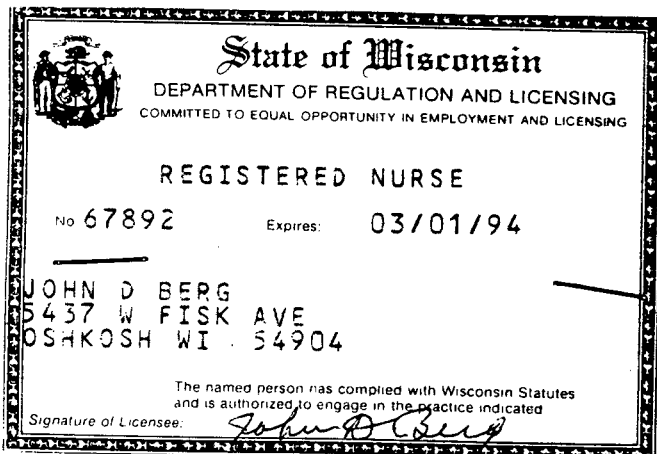 State of Wisconsin
DEPARTMENT OF REGULATION AND LICENSING
COMMITTED TO EQUAL OPPORTUNITY IN EMPLOYMENT AND LICENSING
REGISTERED NURSE
No 67892 Expires: 03/01/94
JOHN D BERG
5437 W FISK AVE
OSHKOSH WI 54904
The named person has complied with Wisconsin Statutes
and is authorized to engage in the practice indicated
Signature of Licensee: John D Berg